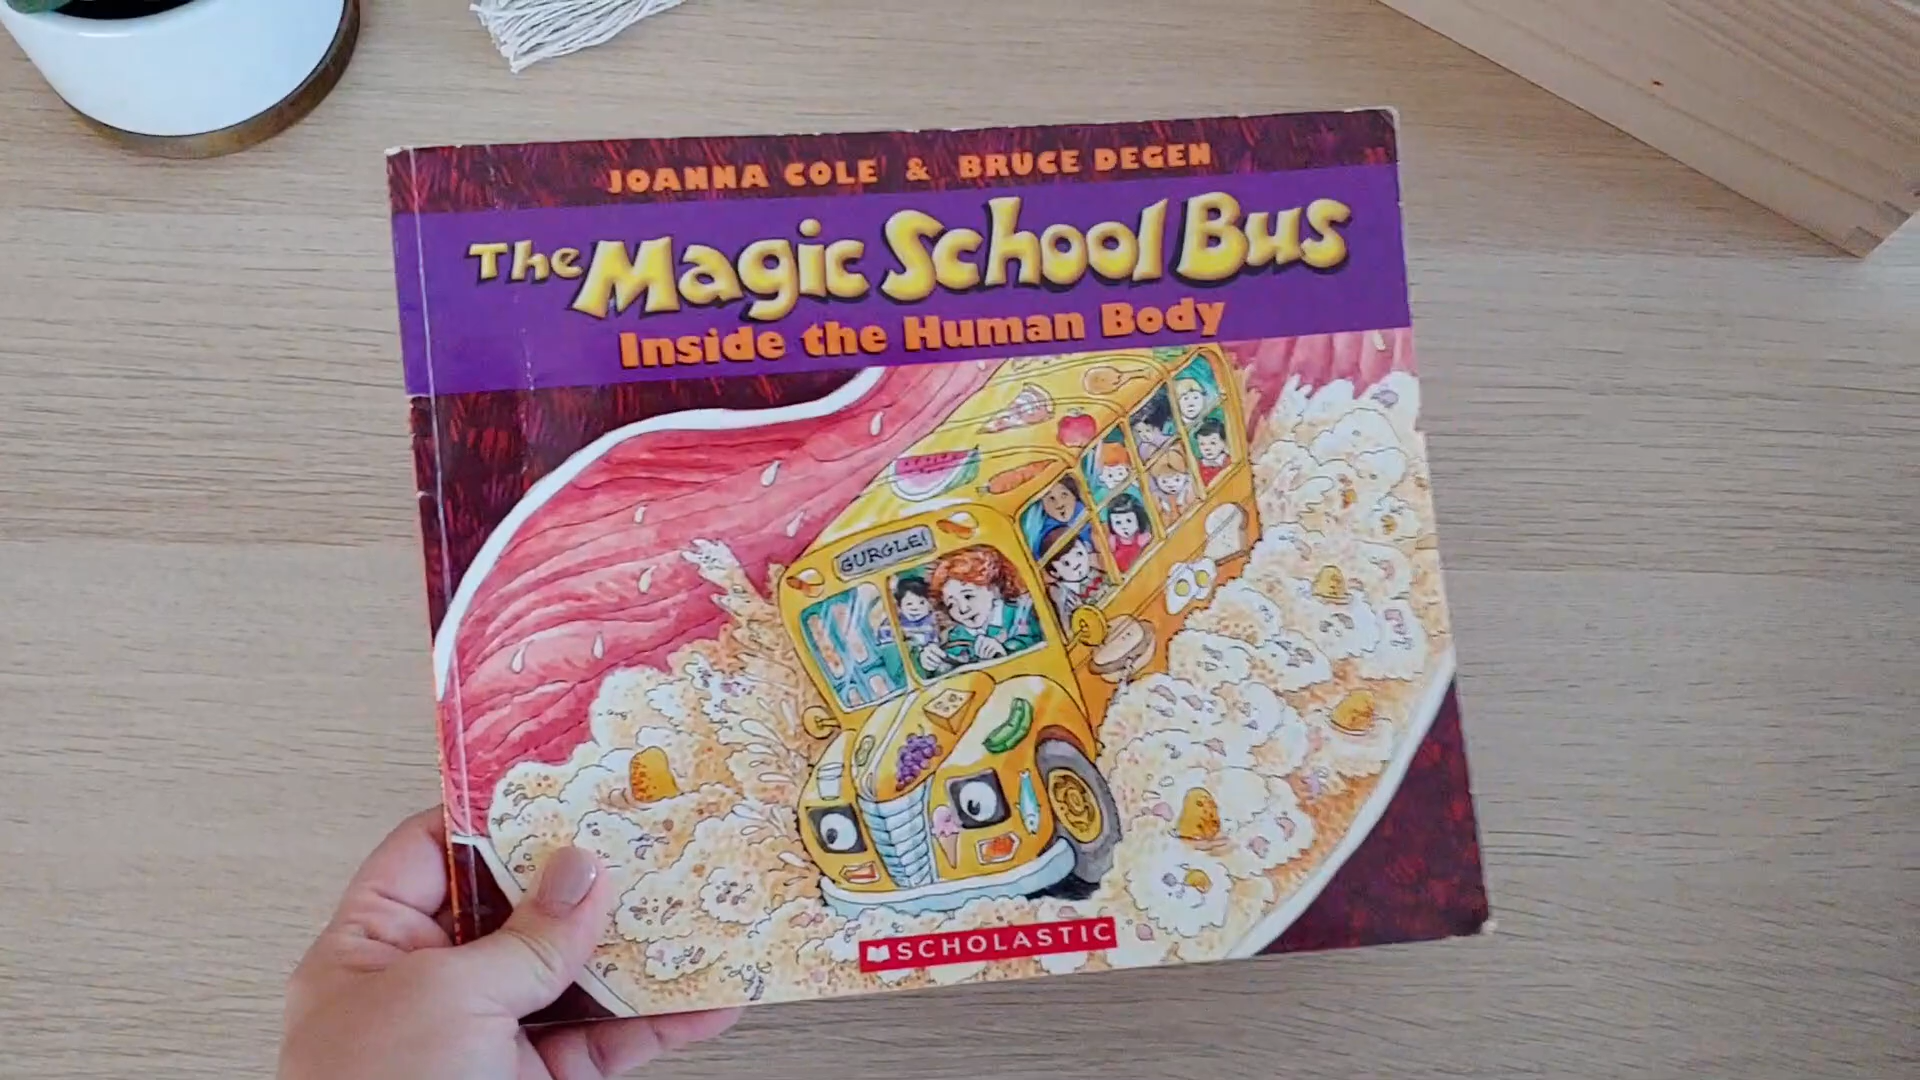 JOANNA COLE & BRUCE DEGEN
The Magic School Bus
Inside the Human Body
GURGLE!
SCHOLASTIC